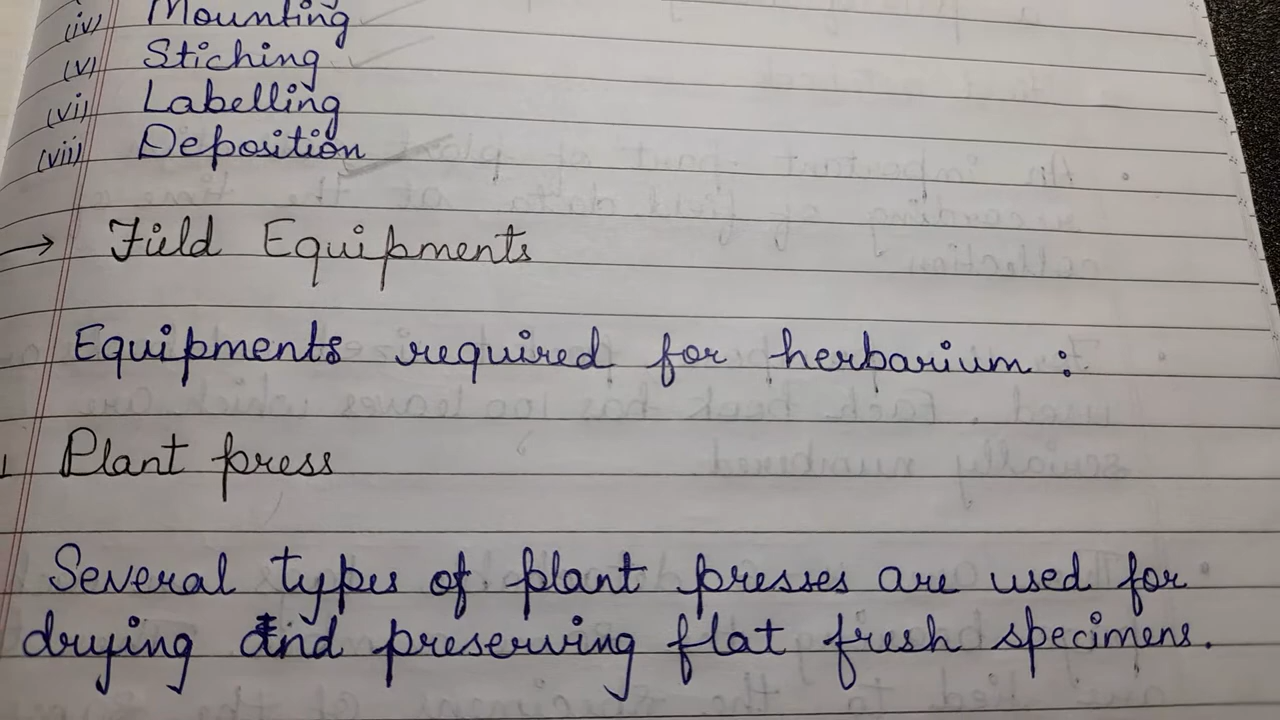 (iv) Mounting
(v) Stiching
(vi) Labelling
(vii) Deposition
→ Field Equipments
Equipments required for herbarium :
1 Plant press
Several types of plant presses are used for
drying and preserving flat fresh specimens.